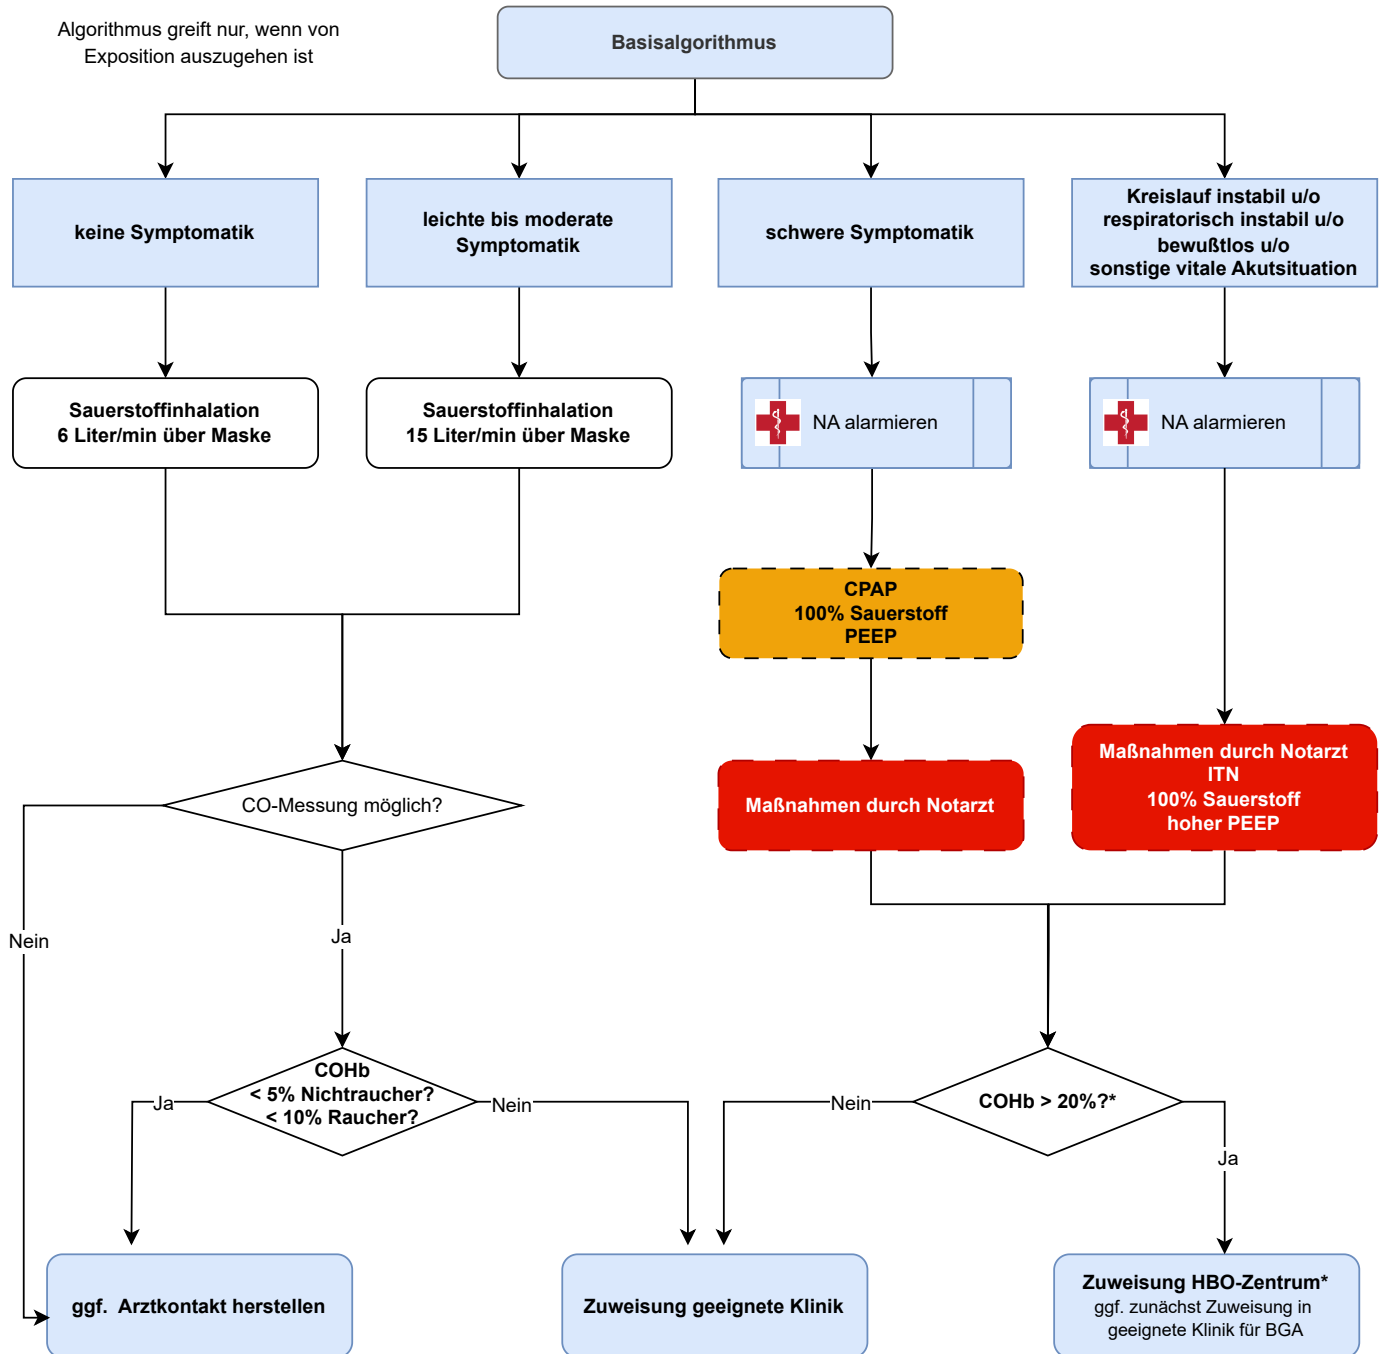 Algorithmus greift nur, wenn von
Exposition auszugehen ist
Basisalgorithmus
keine Symptomatik
leichte bis moderate
Symptomatik
schwere Symptomatik
Kreislauf instabil u/o
respiratorisch instabil u/o
bewußtlos u/o
sonstige vitale Akutsituation
Sauerstoffinhalation
6 Liter/min über Maske
Sauerstoffinhalation
15 Liter/min über Maske
NA alarmieren
NA alarmieren
CPAP
100% Sauerstoff
PEEP
Maßnahmen durch Notarzt
Maßnahmen durch Notarzt
ITN
100% Sauerstoff
hoher PEEP
CO-Messung möglich?
Nein
Ja
COHb
< 5% Nichtraucher?
< 10% Raucher?
Ja
Nein
COHb > 20%?*
Nein
Ja
ggf. Arztkontakt herstellen
Zuweisung geeignete Klinik
Zuweisung HBO-Zentrum*
ggf. zunächst Zuweisung in
geeignete Klinik für BGA